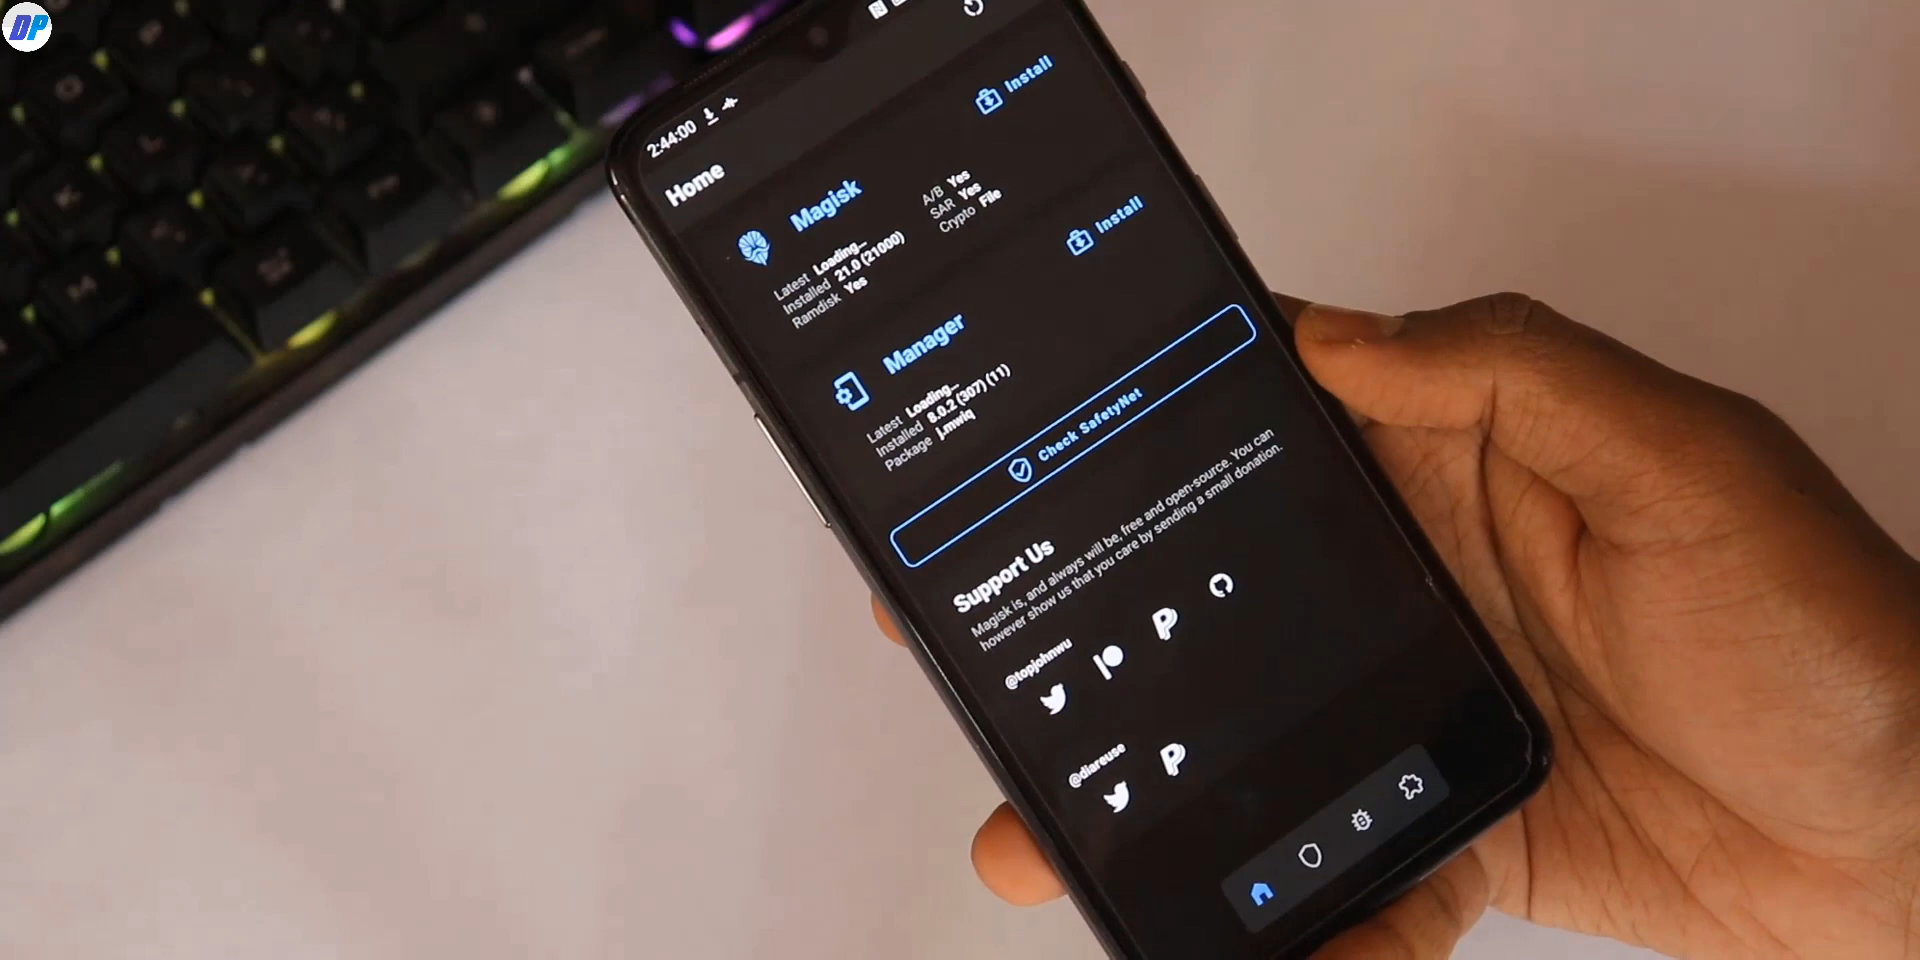 DP
2:44:00
Home
Install
Magisk
Latest Loading...
Installed 21.0 (21000)
Ramdisk Yes
A/B Yes
SAR Yes
Crypto File
Install
Manager
Latest Loading...
Installed 8.0.2 (307) (11)
Package j.mwiq
Check SafetyNet
Support Us
Magisk is, and always will be, free and open-source. You can
however show us that you care by sending a small donation.
@topjohnwu
@diareuse